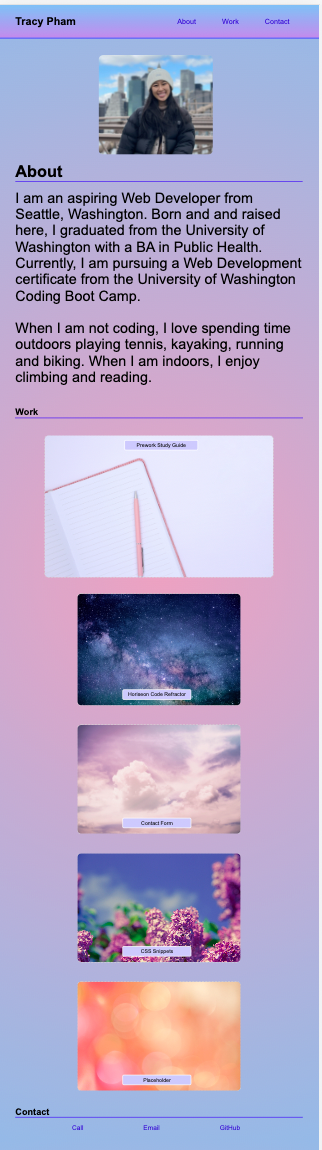 Tracy Pham
About Work Contact
About
I am an aspiring Web Developer from
Seattle, Washington. Born and and raised
here, I graduated from the University of
Washington with a BA in Public Health.
Currently, I am pursuing a Web Development
certificate from the University of Washington
Coding Boot Camp.
When I am not coding, I love spending time
outdoors playing tennis, kayaking, running
and biking. When I am indoors, I enjoy
climbing and reading.
Work
Prework Study Guide
Horiseon Code Refractor
Contact Form
CSS Snippets
Placeholder
Contact
Call Email GitHub